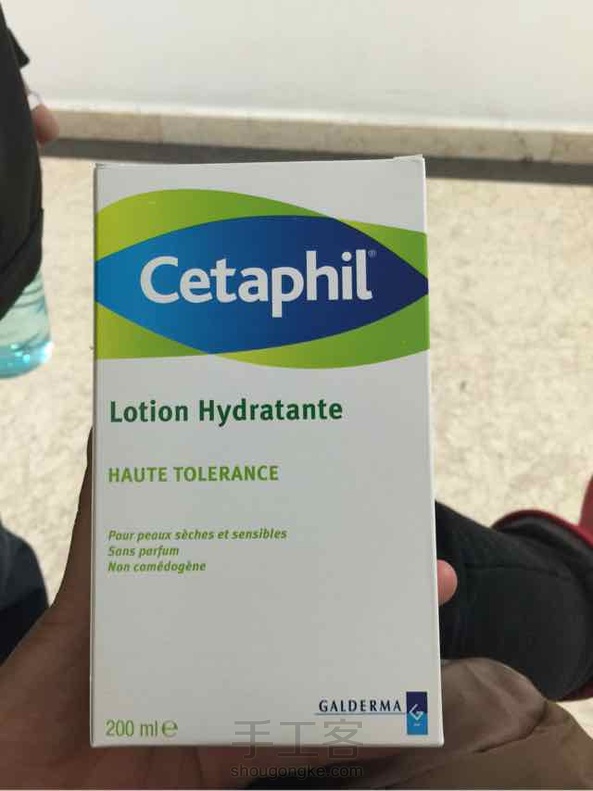 Cetaphil®
Lotion Hydratante
HAUTE TOLERANCE
Pour peaux sèches et sensibles
Sans parfum
Non comédogène
GALDERMA
200 ml ℮
手工客
shougongke.com